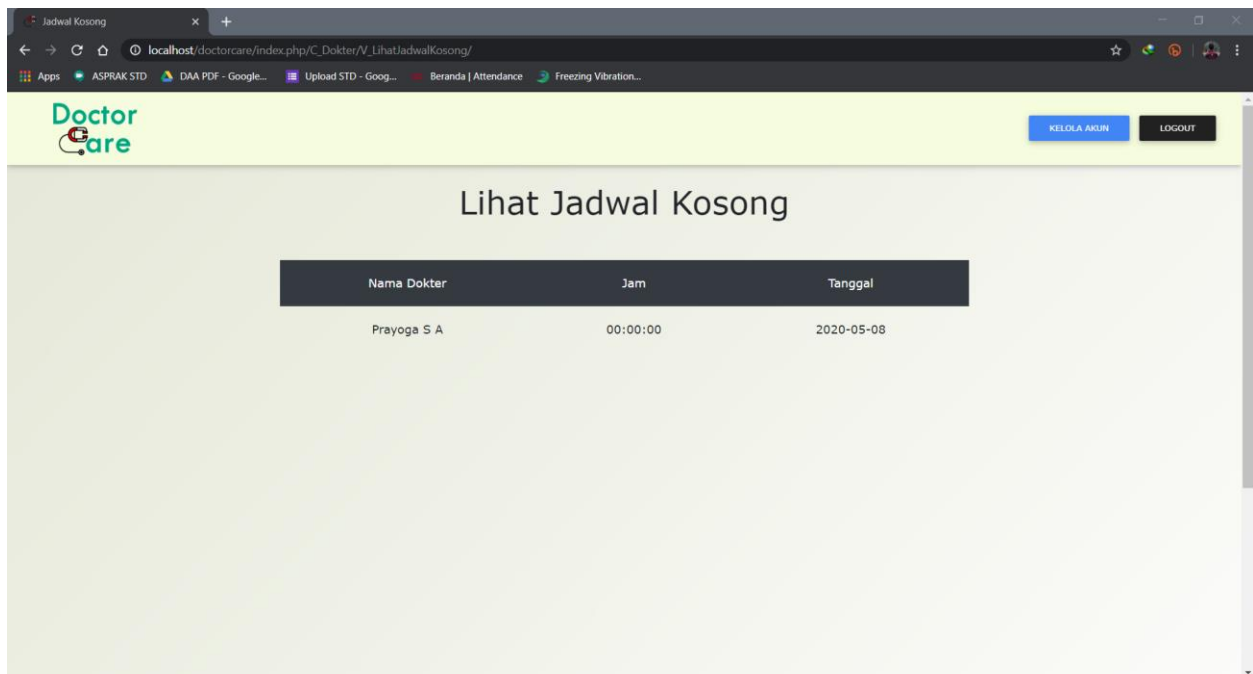 Jadwal Kosong
localhost/doctorcare/index.php/C_Dokter/V_LihatJadwalKosong/
Apps ASPRAK STD DAA PDF - Google... Upload STD - Goog... Beranda | Attendance Freezing Vibration...
Doctor
Care
KELOLA AKUN LOGOUT
Lihat Jadwal Kosong
Nama Dokter Jam Tanggal
Prayoga S A 00:00:00 2020-05-08